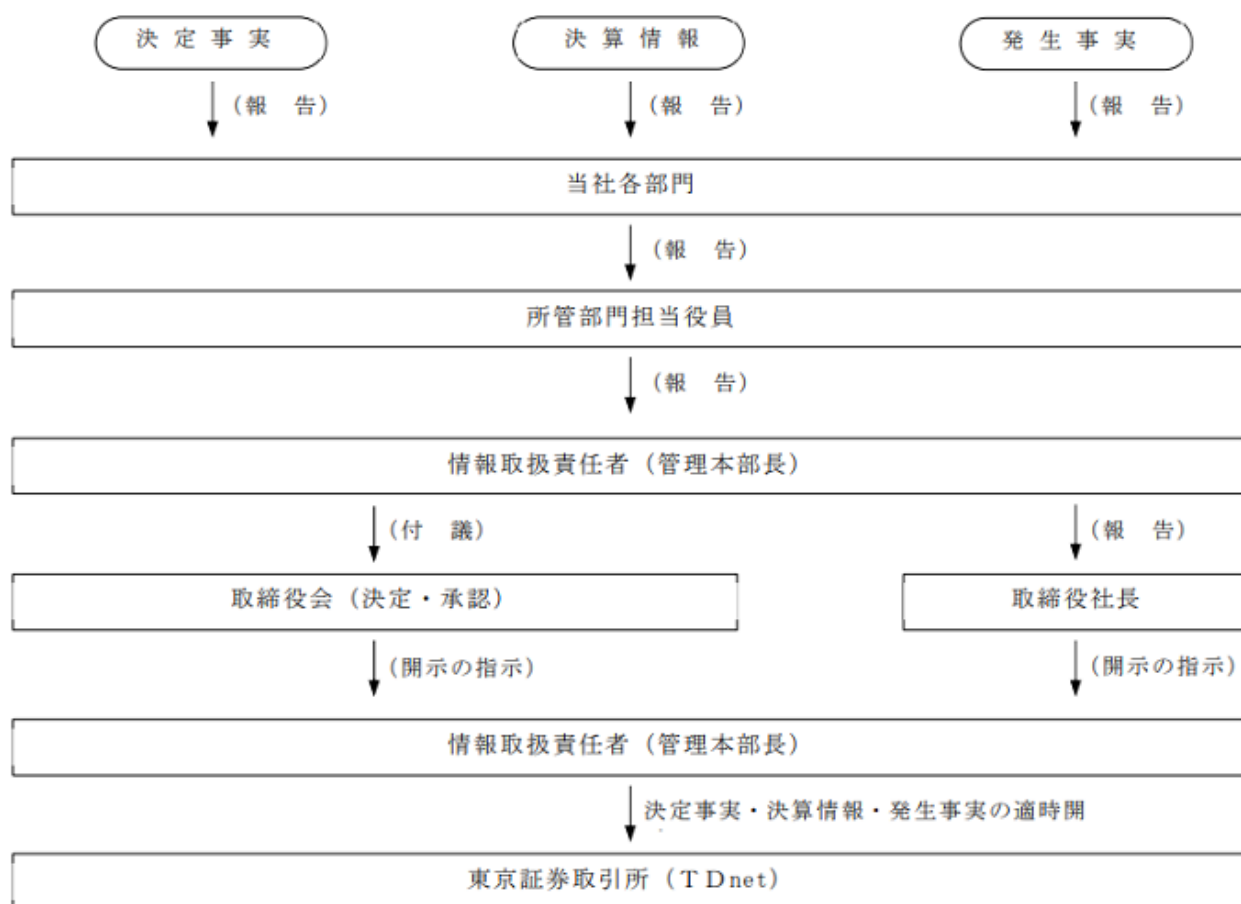 決定事実 決算情報 発生事実
(報 告) (報 告) (報 告)
当社各部門
(報 告)
所管部門担当役員
(報 告)
情報取扱責任者（管理本部長）
(付 議) (報 告)
取締役会（決定・承認） 取締役社長
(開示の指示) (開示の指示)
情報取扱責任者（管理本部長）
決定事実・決算情報・発生事実の適時開
東京証券取引所（ＴＤnet）